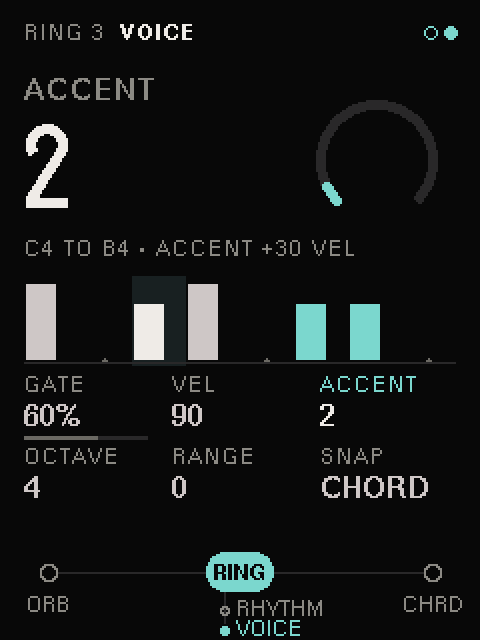 RING 3 VOICE
ACCENT
2
C4 TO B4 · ACCENT +30 VEL
GATE VEL ACCENT
60% 90 2
OCTAVE RANGE SNAP
4 0 CHORD
RING
ORB CHRD
RHYTHM
VOICE